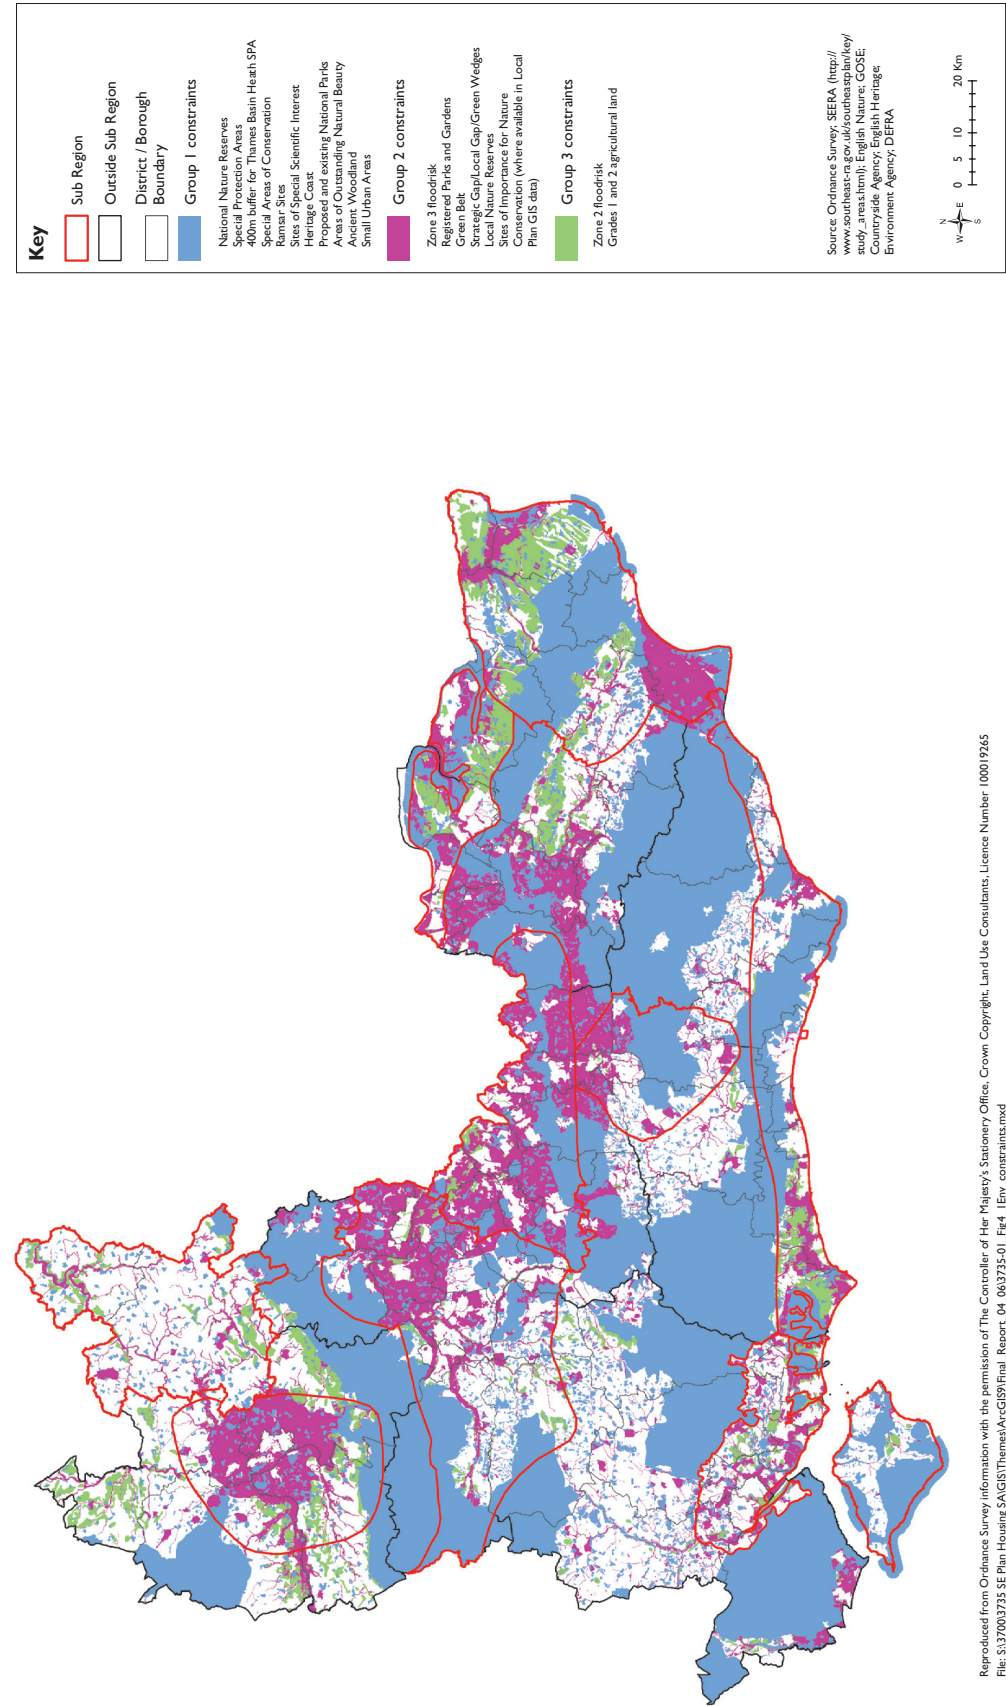 Key
Sub Region
Outside Sub Region
District / Borough
Boundary
Group 1 constraints
National Nature Reserves
Special Protection Areas
400m buffer for Thames Basin Heath SPA
Special Areas of Conservation
Ramsar Sites
Sites of Special Scientific Interest
Heritage Coast
Proposed and existing National Parks
Areas of Outstanding Natural Beauty
Ancient Woodland
Small Urban Areas
Group 2 constraints
Zone 3 floodrisk
Registered Parks and Gardens
Green Belt
Strategic Gap/Local Gap/Green Wedges
Local Nature Reserves
Sites of Importance for Nature
Conservation (where available in Local
Plan GIS data)
Group 3 constraints
Zone 2 floodrisk
Grades 1 and 2 agricultural land
Source: Ordnance Survey; SEERA (http://
www.southeast-ra.gov.uk/southeastplan/key/
study_areas.html); English Nature; GOSE;
Countryside Agency; English Heritage;
Environment Agency; DEFRA
N
W E
S
0 5 10 20 Km
Reproduced from Ordnance Survey information with the permission of The Controller of Her Majesty's Stationery Office, Crown Copyright, Land Use Consultants, Licence Number 100019265
File: S:\3700\3735 SE Plan Housing SA\GIS\Themes\ArcGIS9\Final_Report_04_06\3735-01_Fig4_1Env_constraints.mxd